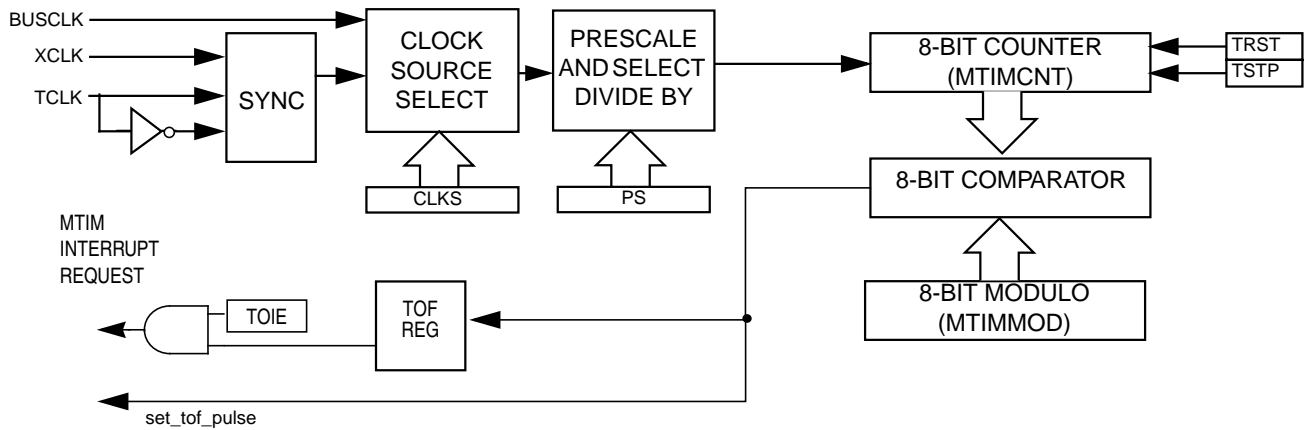 BUSCLK
XCLK
TCLK
SYNC
CLOCK
SOURCE
SELECT
PRESCALE
AND SELECT
DIVIDE BY
8-BIT COUNTER
(MTIMCNT)
TRST
TSTP
CLKS
PS
8-BIT COMPARATOR
MTIM
INTERRUPT
REQUEST
8-BIT MODULO
(MTIMMOD)
TOIE
TOF
REG
set_tof_pulse